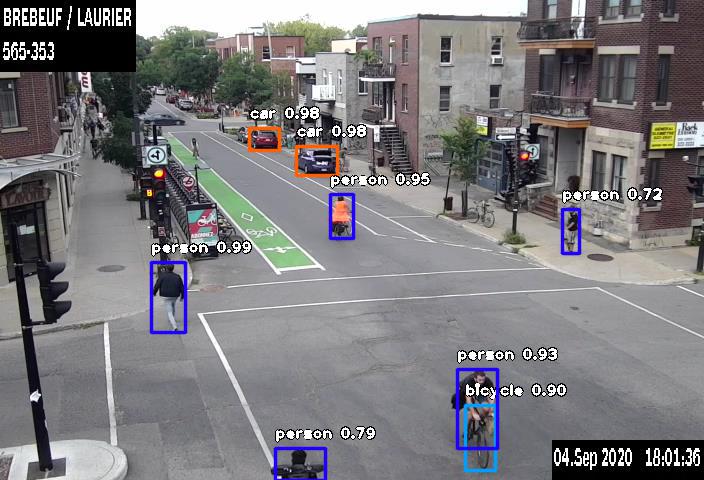 BREBEUF / LAURIER
565-353
car 0.98
car 0.98
person 0.95
person 0.72
person 0.99
person 0.93
bicycle 0.90
person 0.79
04.Sep 2020 18:01:36